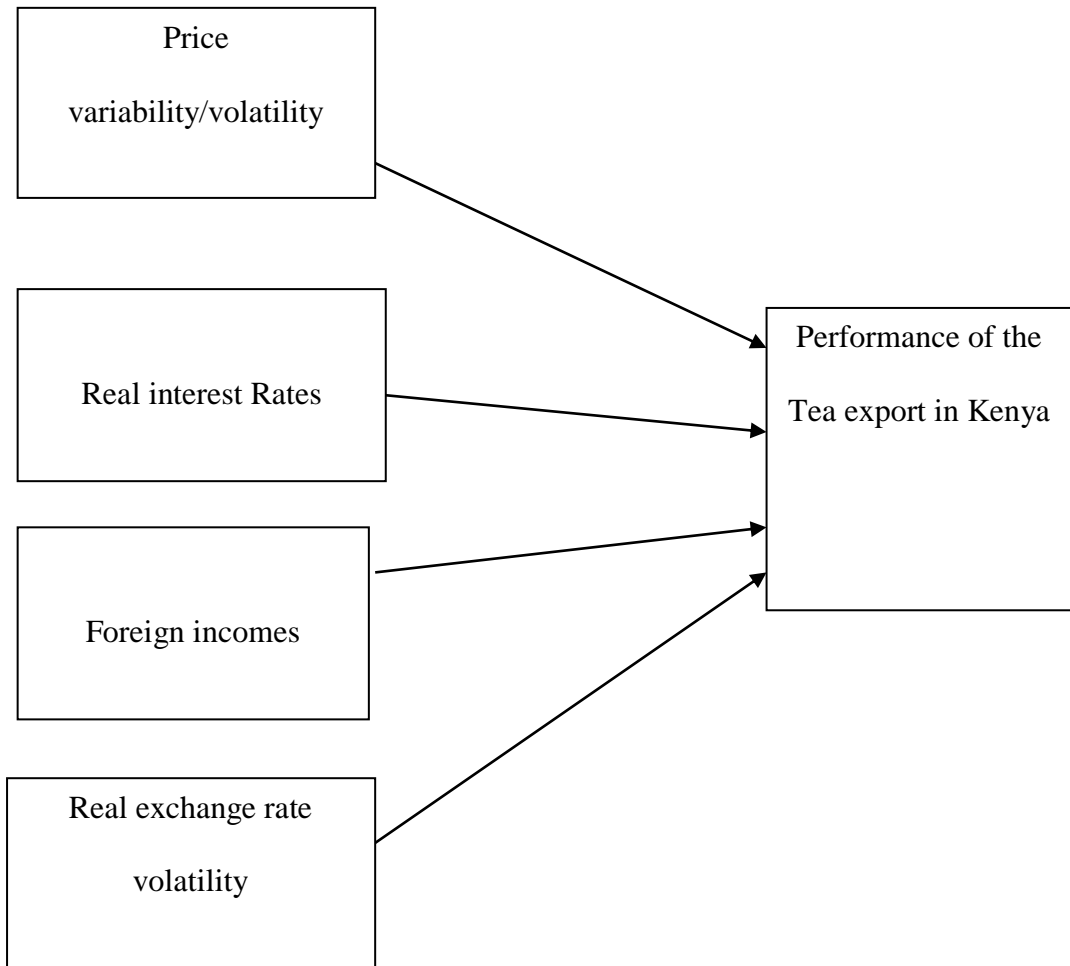 Price
variability/volatility
Real interest Rates
Performance of the
Tea export in Kenya
Foreign incomes
Real exchange rate
volatility